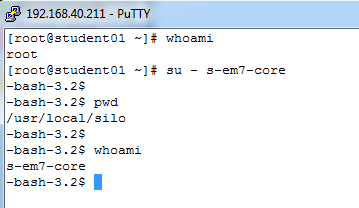 192.168.40.211 - PuTTY
[root@student01 ~]# whoami
root
[root@student01 ~]# su - s-em7-core
-bash-3.2$
-bash-3.2$ pwd
/usr/local/silo
-bash-3.2$
-bash-3.2$ whoami
s-em7-core
-bash-3.2$